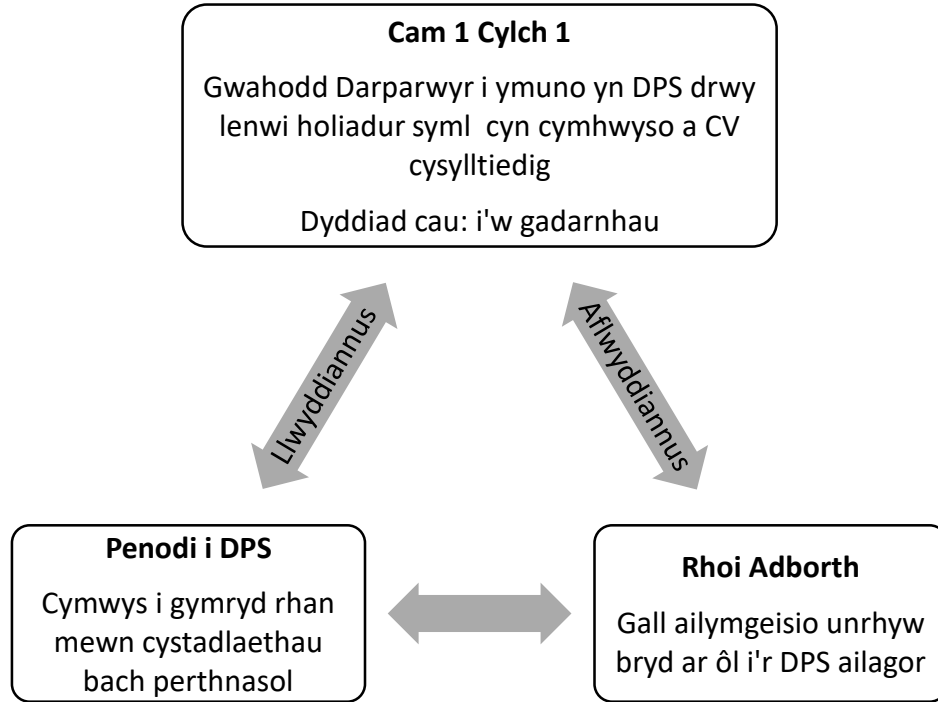 Cam 1 Cylch 1
Gwahodd Darparwyr i ymuno yn DPS drwy
lenwi holiadur syml  cyn cymhwyso a CV
cysylltiedig
Dyddiad cau: i'w gadarnhau
Llwyddiannus
Aflwyddiannus
Penodi i DPS
Cymwys i gymryd rhan
mewn cystadlaethau
bach perthnasol
Rhoi Adborth
Gall ailymgeisio unrhyw
bryd ar ôl i'r DPS ailagor